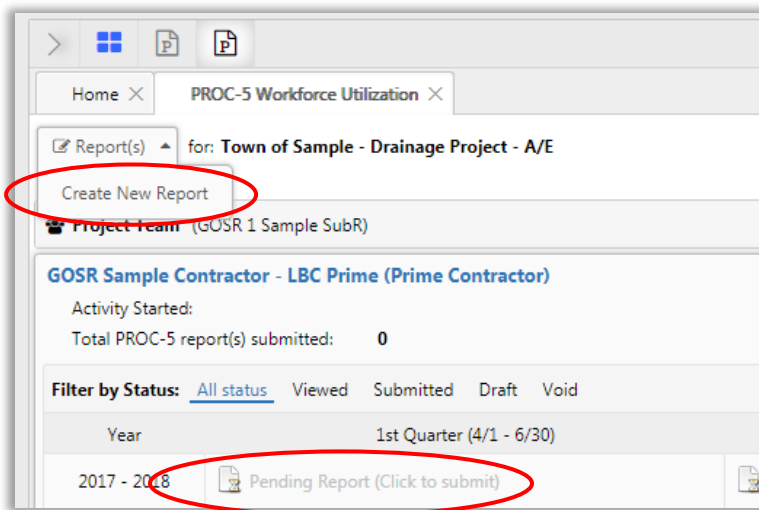 P P
Home PROC-5 Workforce Utilization
Report(s) for: Town of Sample - Drainage Project - A/E
Create New Report
Project Team (GOSR 1 Sample SubR)
GOSR Sample Contractor - LBC Prime (Prime Contractor)
Activity Started:
Total PROC-5 report(s) submitted: 0
Filter by Status: All status Viewed Submitted Draft Void
Year 1st Quarter (4/1 - 6/30)
2017 - 2018 Pending Report (Click to submit)